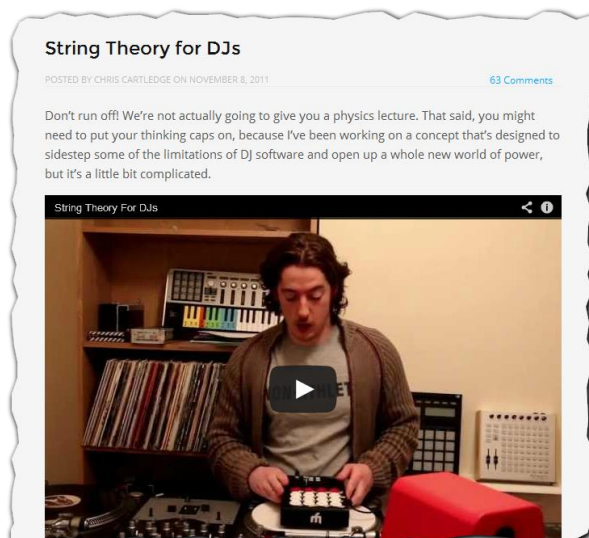 String Theory for DJs
POSTED BY CHRIS CARTLEDGE ON NOVEMBER 8, 2011
63 Comments
Don't run off! We're not actually going to give you a physics lecture. That said, you might
need to put your thinking caps on, because I've been working on a concept that's designed to
sidestep some of the limitations of DJ software and open up a whole new world of power,
but it's a little bit complicated.
String Theory For DJs